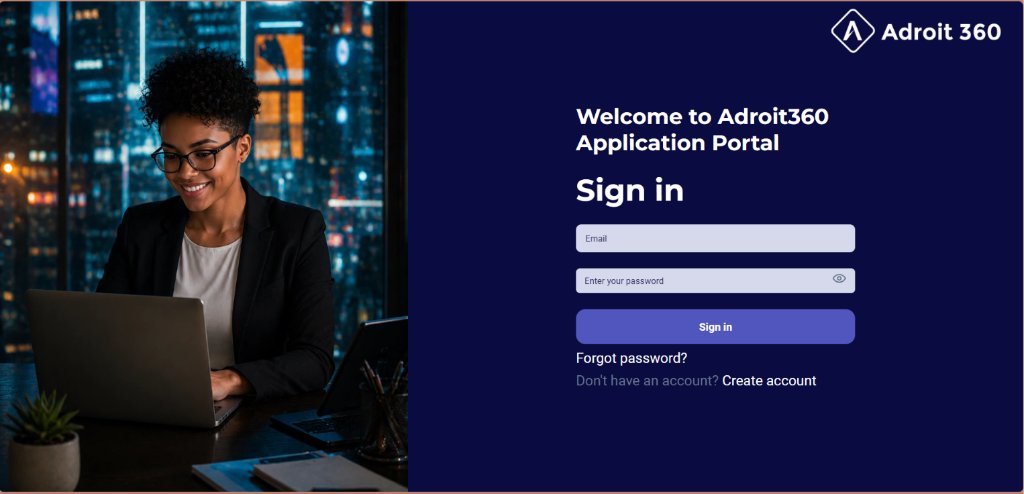 Adroit 360
Welcome to Adroit360
Application Portal
Sign in
Email
Enter your password
Sign in
Forgot password?
Don't have an account? Create account